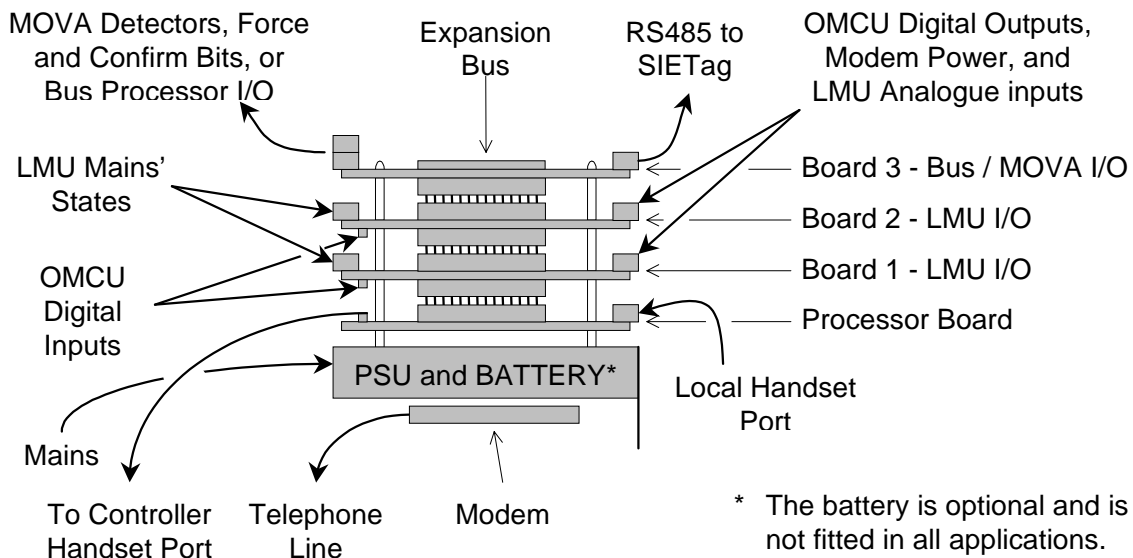 MOVA Detectors, Force
and Confirm Bits, or
Bus Processor I/O
Expansion
Bus
RS485 to
SIETag
OMCU Digital Outputs,
Modem Power, and
LMU Analogue inputs
LMU Mains'
States
Board 3 - Bus / MOVA I/O
Board 2 - LMU I/O
Board 1 - LMU I/O
Processor Board
OMCU
Digital
Inputs
PSU and BATTERY*
Local Handset
Port
Mains
To Controller
Handset Port
Telephone
Line
Modem
* The battery is optional and is
not fitted in all applications.